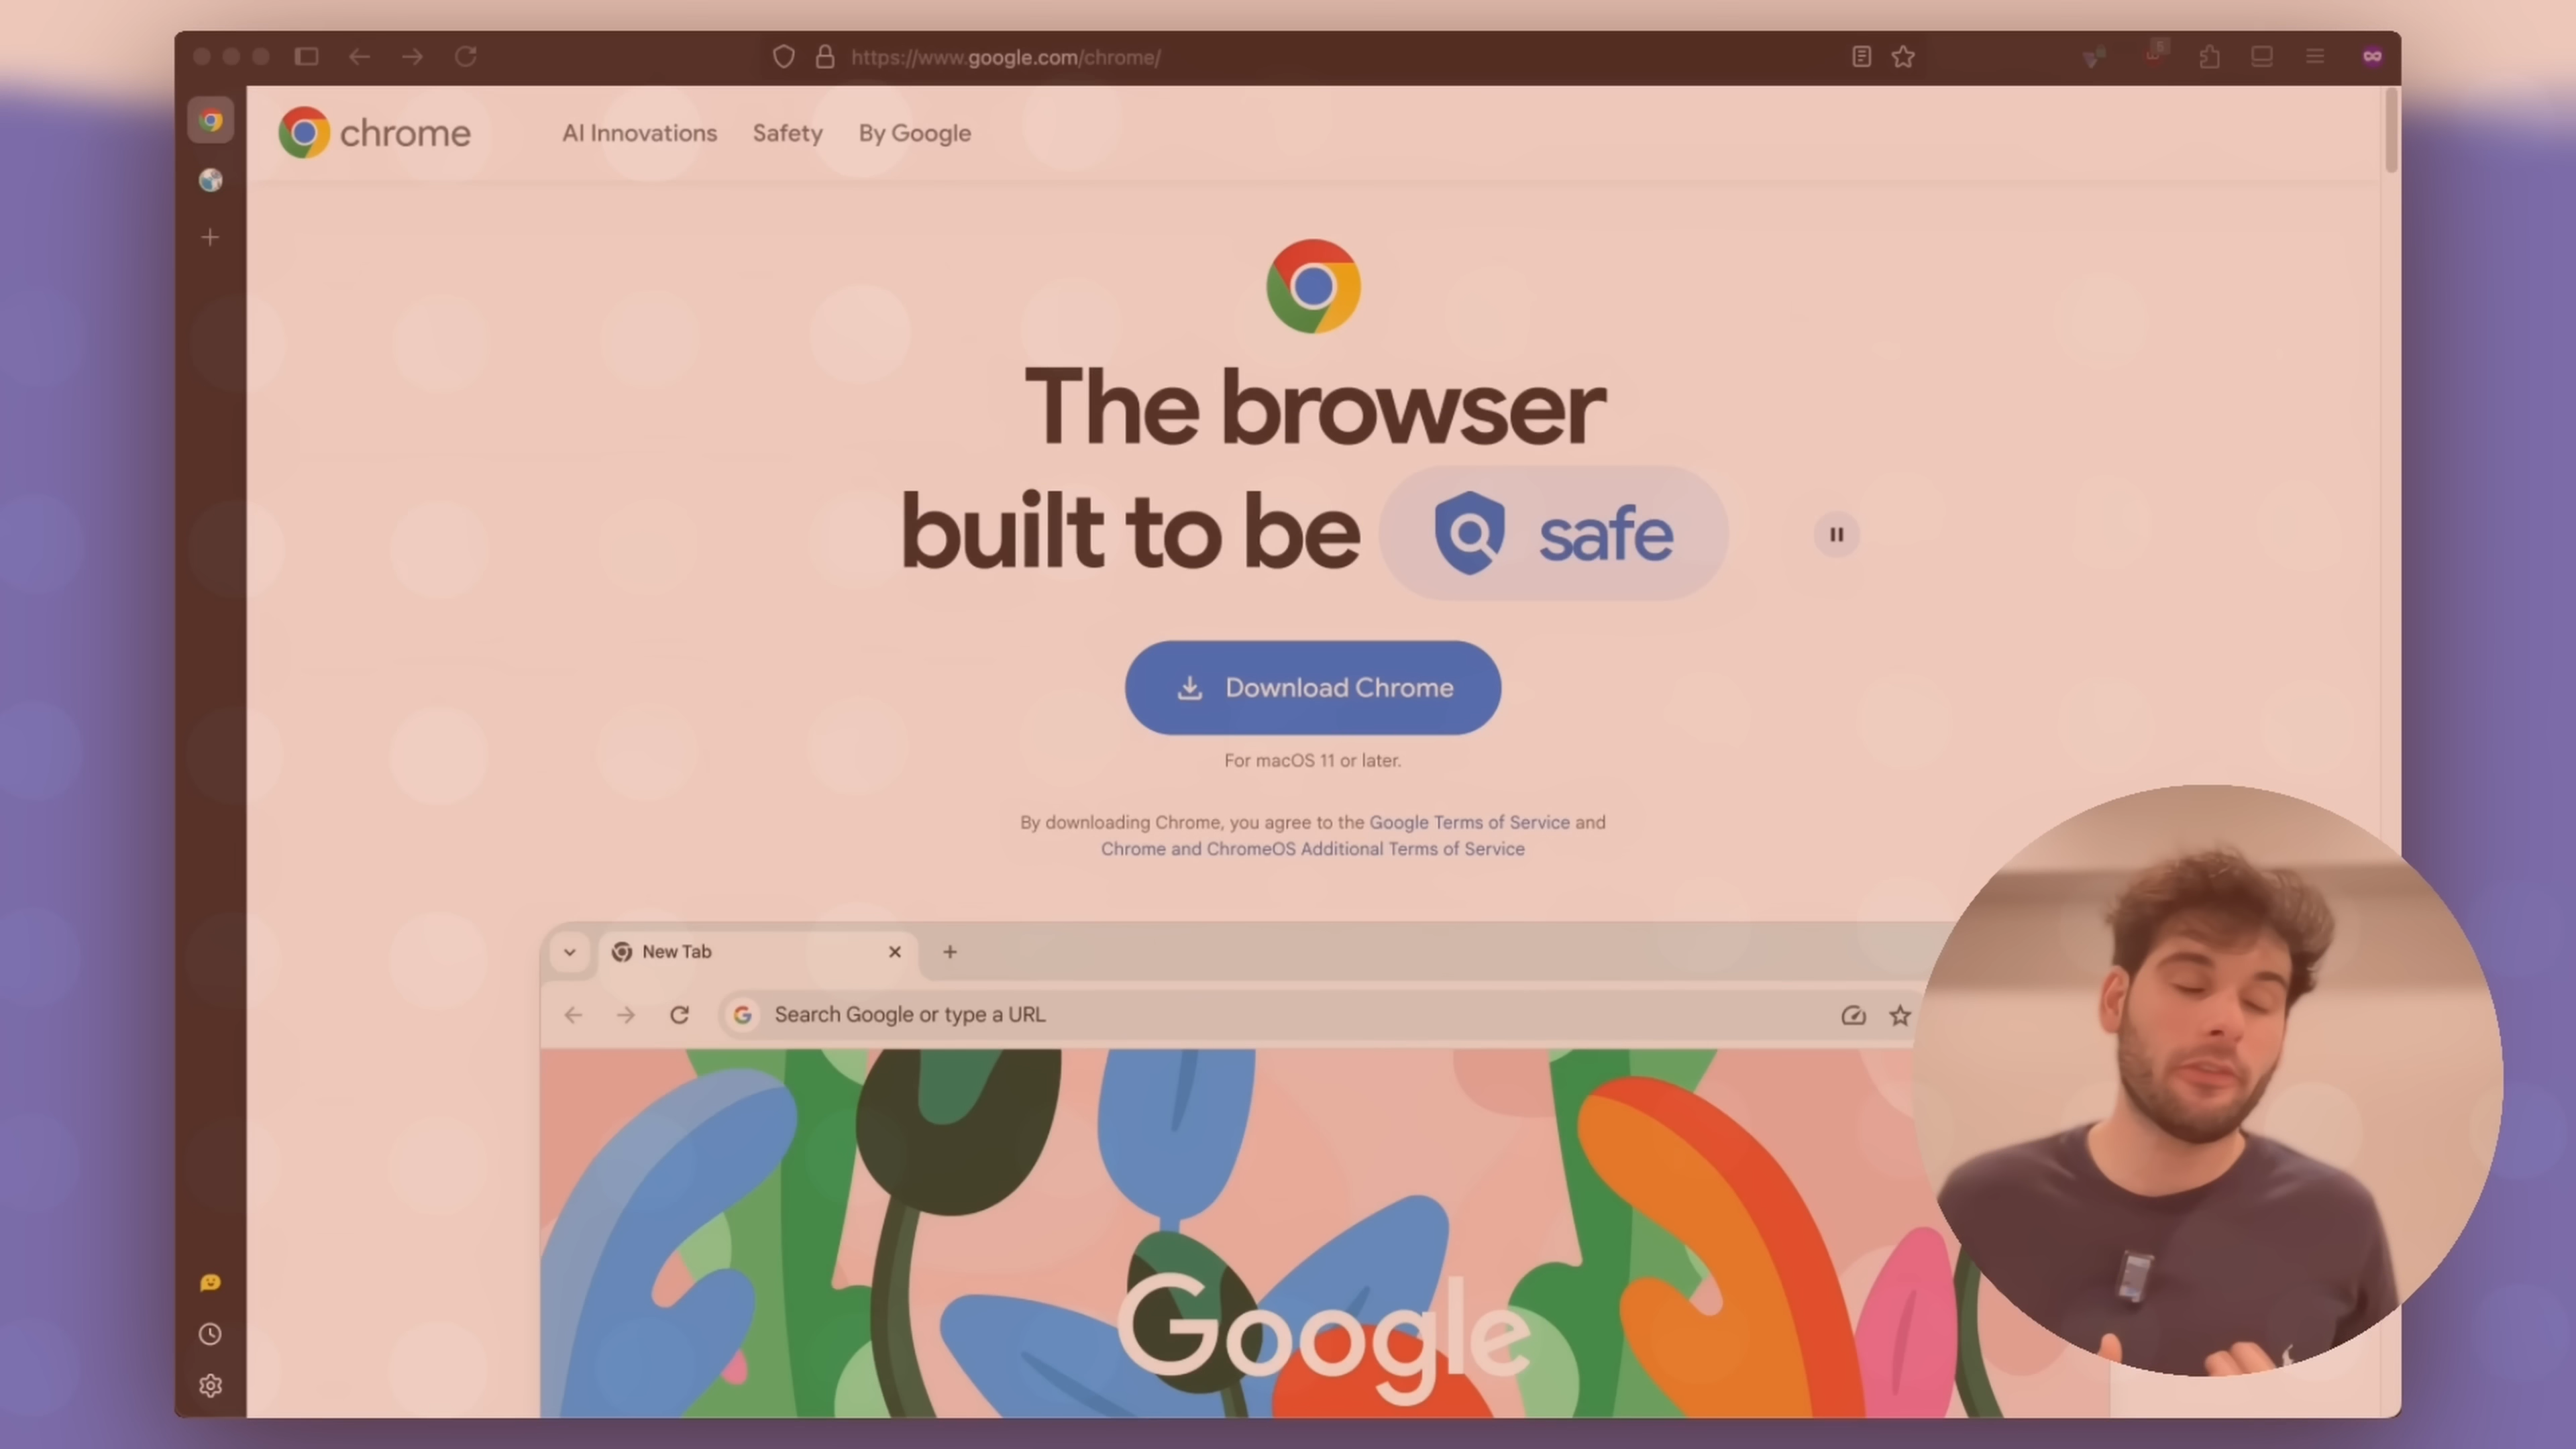 https://www.google.com/chrome/
chrome
AI Innovations
Safety
By Google
The browser
built to be safe
Download Chrome
For macOS 11 or later.
By downloading Chrome, you agree to the Google Terms of Service and
Chrome and ChromeOS Additional Terms of Service
New Tab
Search Google or type a URL
Google